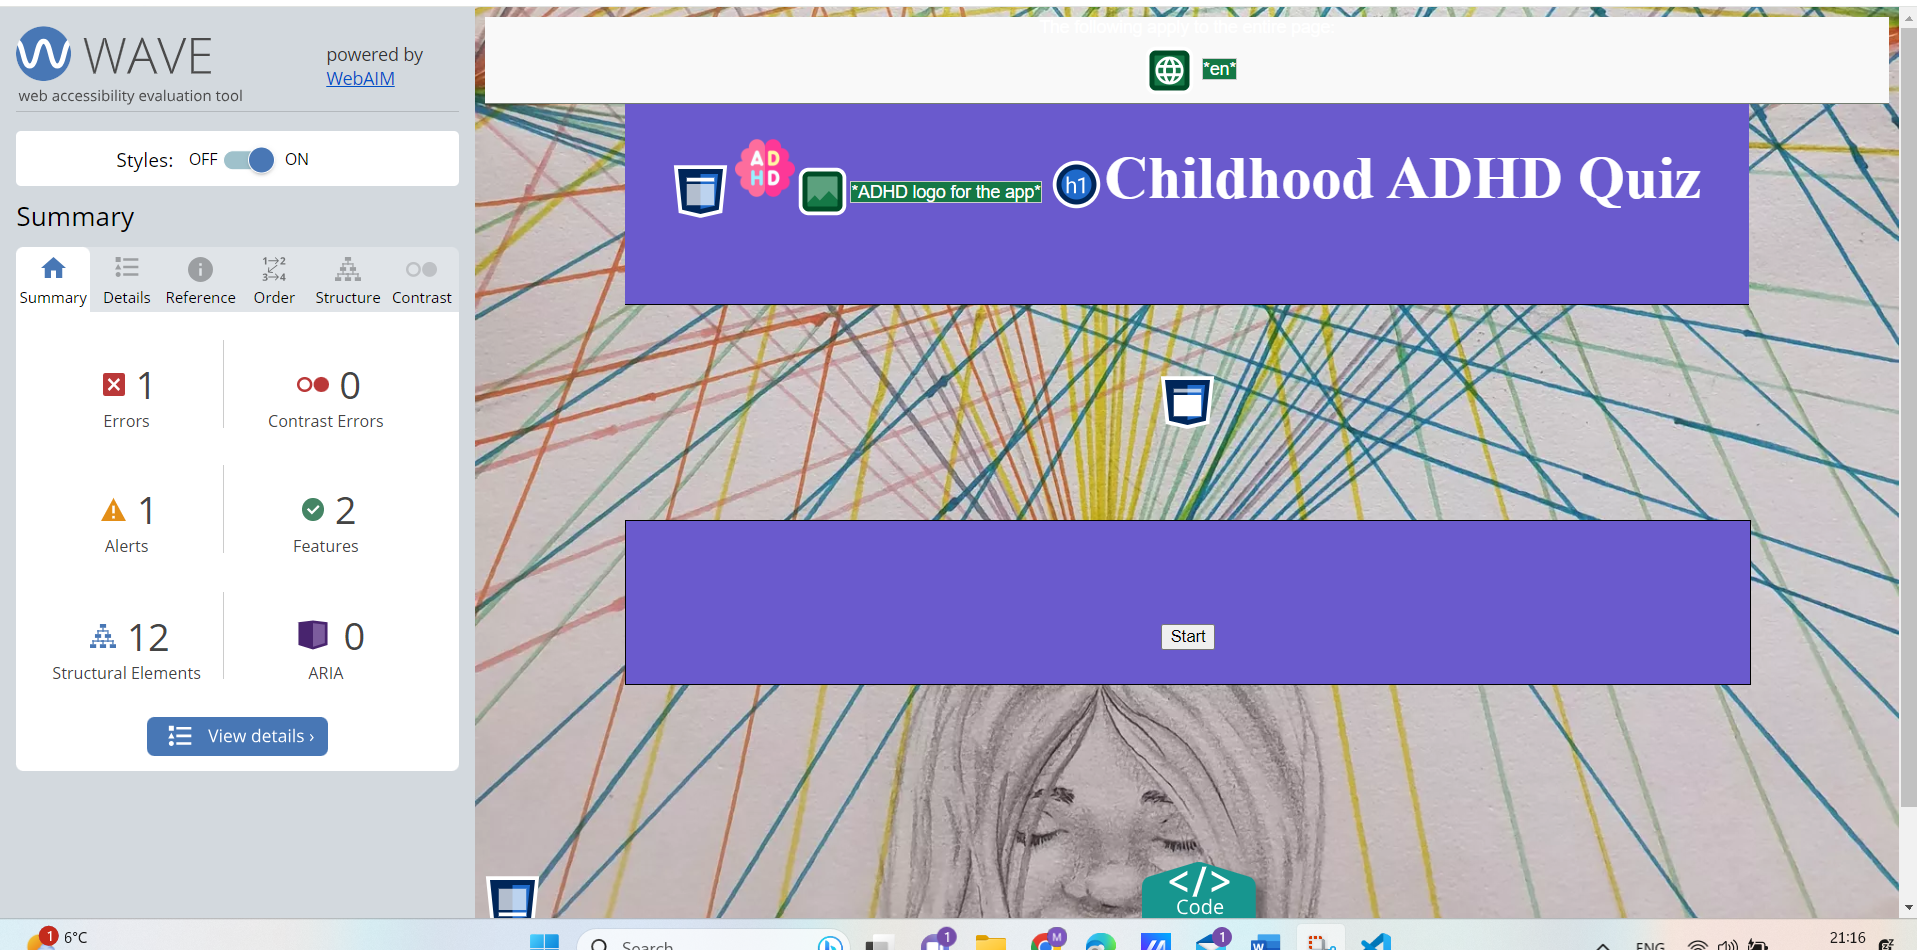 WAVE
powered by
WebAIM
web accessibility evaluation tool
Styles: OFF ON
Summary
Summary Details Reference Order Structure Contrast
1
Errors
0
Contrast Errors
1
Alerts
2
Features
12
Structural Elements
0
ARIA
View details ›
The following apply to the entire page:
*en*
AD
HD
*ADHD logo for the app*
h1
Childhood ADHD Quiz
Start
</>
Code
1
6°C
Search
1
M
1
W
ENG
21:16